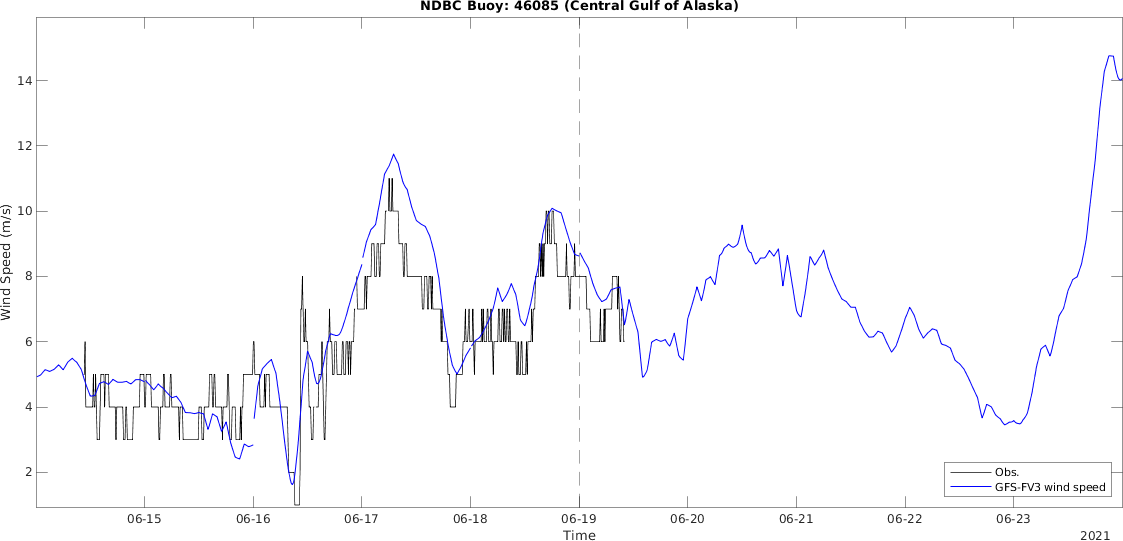 NDBC Buoy: 46085 (Central Gulf of Alaska)
Wind Speed (m/s)
14
12
10
8
6
4
2
06-15 06-16 06-17 06-18 06-19 06-20 06-21 06-22 06-23
Time
2021
Obs.
GFS-FV3 wind speed